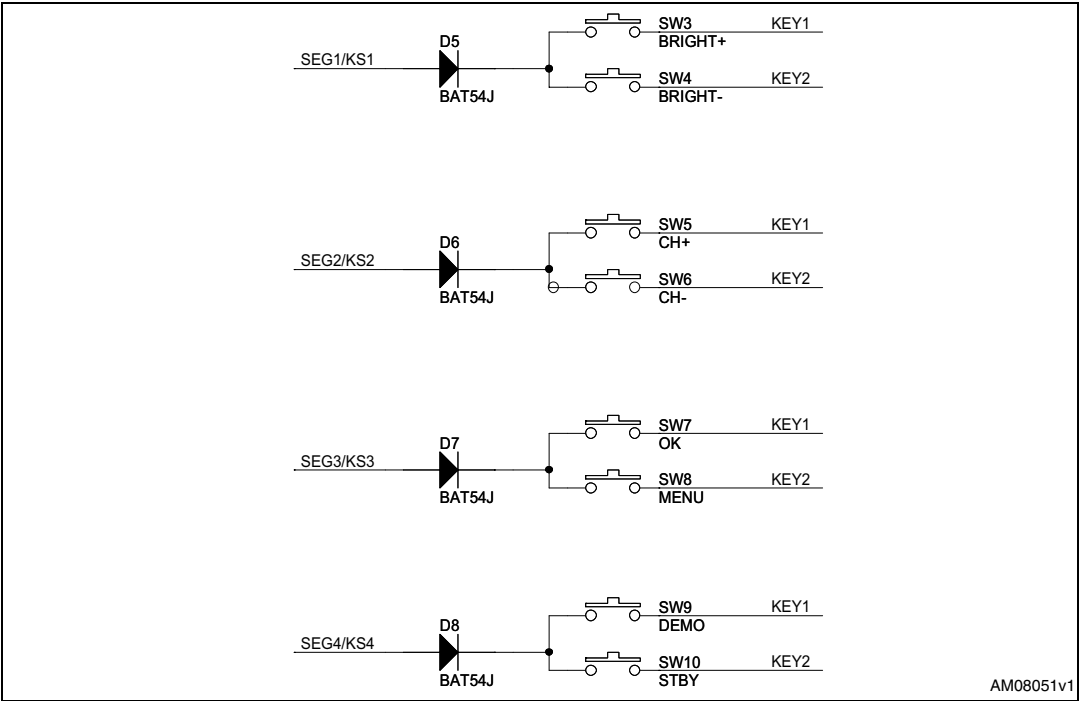 SW3 KEY1
D5 BRIGHT+
SEG1/KS1
SW4 KEY2
BAT54J BRIGHT-
SW5 KEY1
D6 CH+
SEG2/KS2
SW6 KEY2
BAT54J CH-
SW7 KEY1
D7 OK
SEG3/KS3
SW8 KEY2
BAT54J MENU
SW9 KEY1
D8 DEMO
SEG4/KS4
SW10 KEY2
BAT54J STBY
AM08051v1